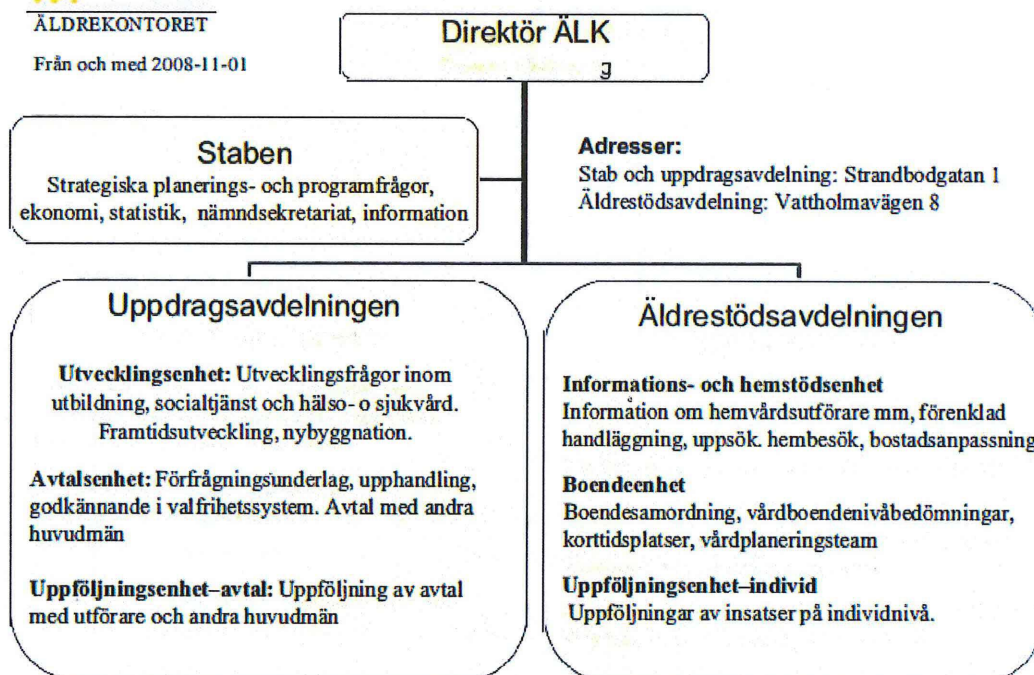 ÄLDREKONTORET
Från och med 2008-11-01
Direktör ÄLK
g
Staben
Strategiska planerings- och programfrågor,
ekonomi, statistik, nämndsekretariat, information
Adresser:
Stab och uppdragsavdelning: Strandbodgatan 1
Äldrestödsavdelning: Vattholmavägen 8
Uppdragsavdelningen
Utvecklingsenhet: Utvecklingsfrågor inom
utbildning, socialtjänst och hälso- o sjukvård.
Framtidsutveckling, nybyggnation.
Avtalsenhet: Förfrågningsunderlag, upphandling,
godkännande i valfrihetssystem. Avtal med andra
huvudmän
Uppföljningsenhet–avtal: Uppföljning av avtal
med utförare och andra huvudmän
Äldrestödsavdelningen
Informations- och hemstödsenhet
Information om hemvårdsutförare mm, förenklad
handläggning, uppsök. hembesök, bostadsanpassning
Boendeenhet
Boendesamordning, vårdboendenivåbedömningar,
korttidsplatser, vårdplaneringsteam
Uppföljningsenhet–individ
Uppföljningar av insatser på individnivå.